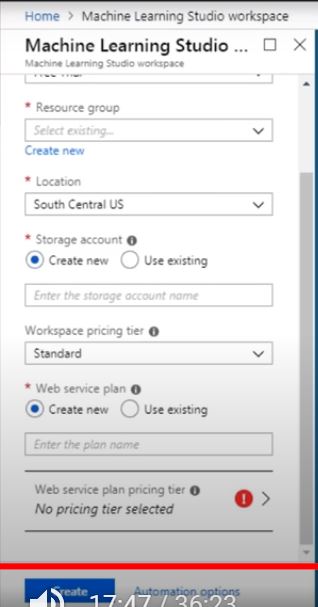 Home > Machine Learning Studio workspace
Machine Learning Studio ...
Machine Learning Studio workspace
Free Trial
* Resource group
Select existing...
Create new
* Location
South Central US
* Storage account
Create new Use existing
Enter the storage account name
Workspace pricing tier
Standard
* Web service plan
Create new Use existing
Enter the plan name
Web service plan pricing tier
No pricing tier selected
Create Automation options
17:47 / 36:23